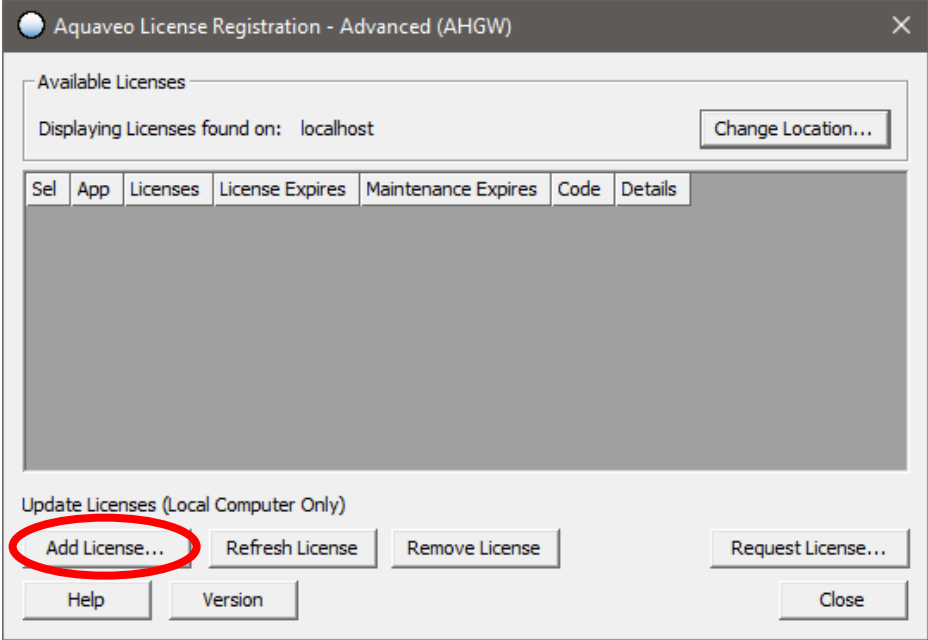 Aquaveo License Registration - Advanced (AHGW)
Available Licenses
Displaying Licenses found on: localhost
Change Location...
Sel App Licenses License Expires Maintenance Expires Code Details
Update Licenses (Local Computer Only)
Add License... Refresh License Remove License Request License...
Help Version Close